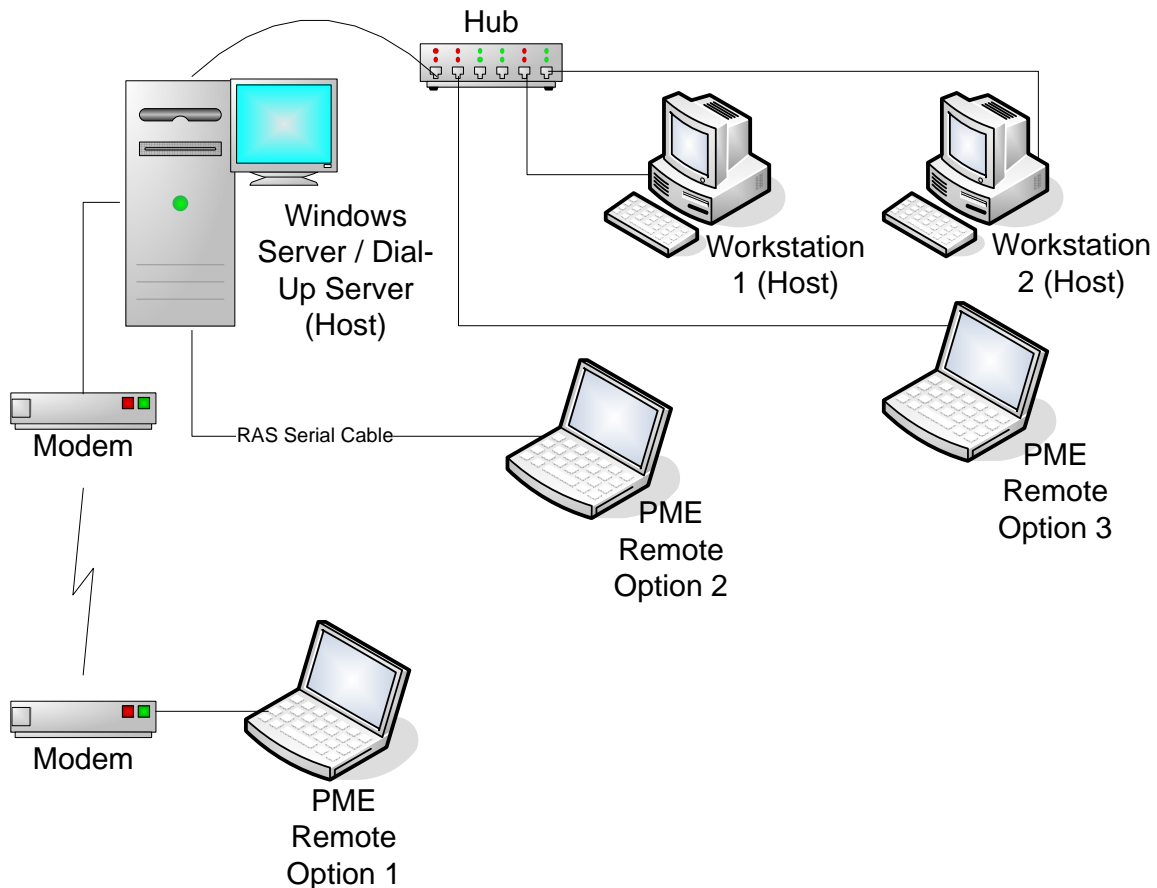 Hub
Windows
Server / Dial-
Up Server
(Host)
Workstation
1 (Host)
Workstation
2 (Host)
Modem
RAS Serial Cable
PME
Remote
Option 2
PME
Remote
Option 3
Modem
PME
Remote
Option 1